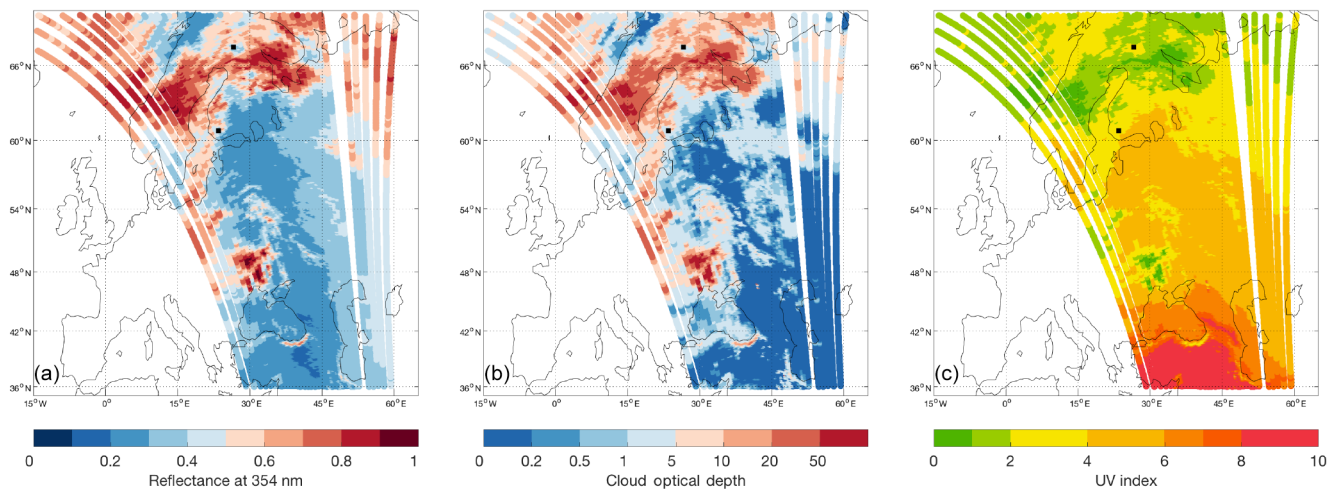 66°N
60°N
54°N
48°N
42°N
36°N
(a)
15°W 0° 15°E 30°E 45°E 60°E
0 0.2 0.4 0.6 0.8 1
Reflectance at 354 nm
66°N
60°N
54°N
48°N
42°N
36°N
(b)
15°W 0° 15°E 30°E 45°E 60°E
0 0.2 0.5 1 5 10 20 50
Cloud optical depth
66°N
60°N
54°N
48°N
42°N
36°N
(c)
15°W 0° 15°E 30°E 45°E 60°E
0 2 4 6 8 10
UV index